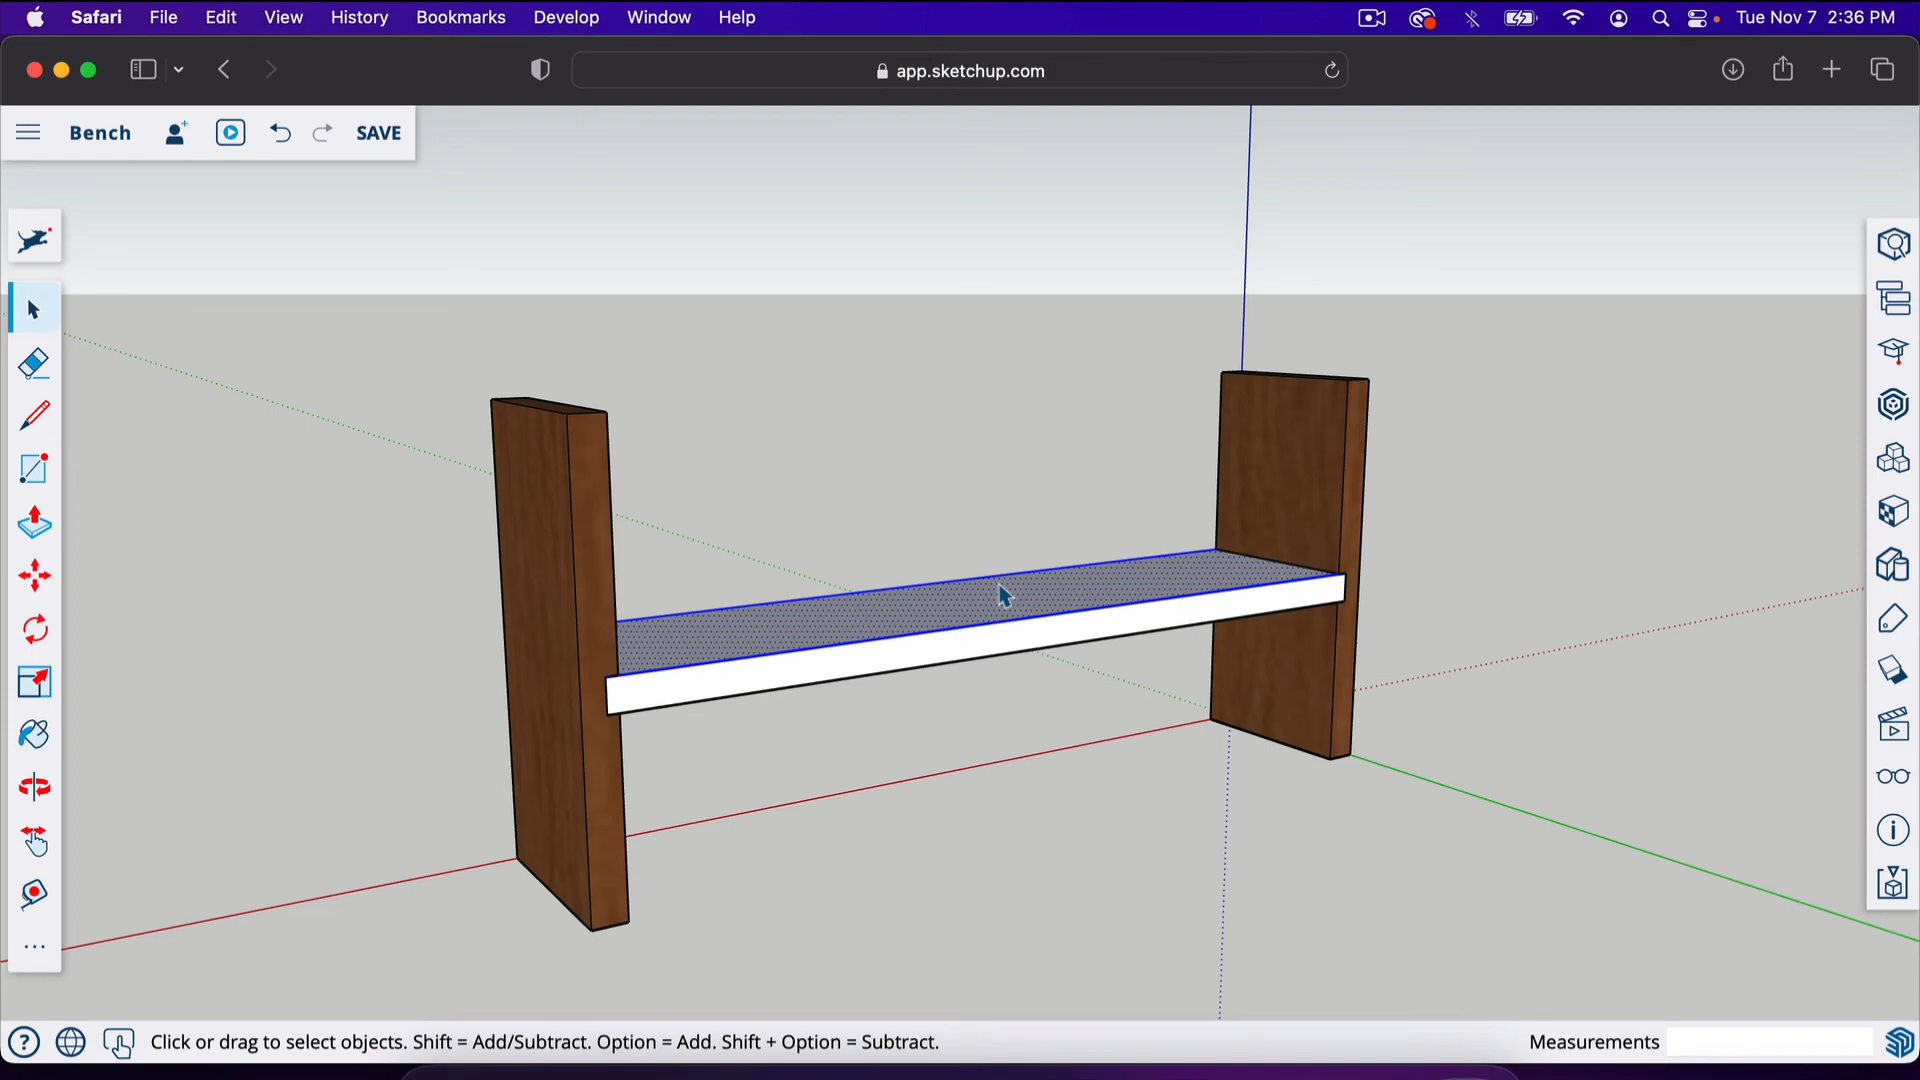 Safari File Edit View History Bookmarks Develop Window Help Tue Nov 7 2:36 PM
app.sketchup.com
Bench SAVE
Click or drag to select objects. Shift = Add/Subtract. Option = Add. Shift + Option = Subtract. Measurements